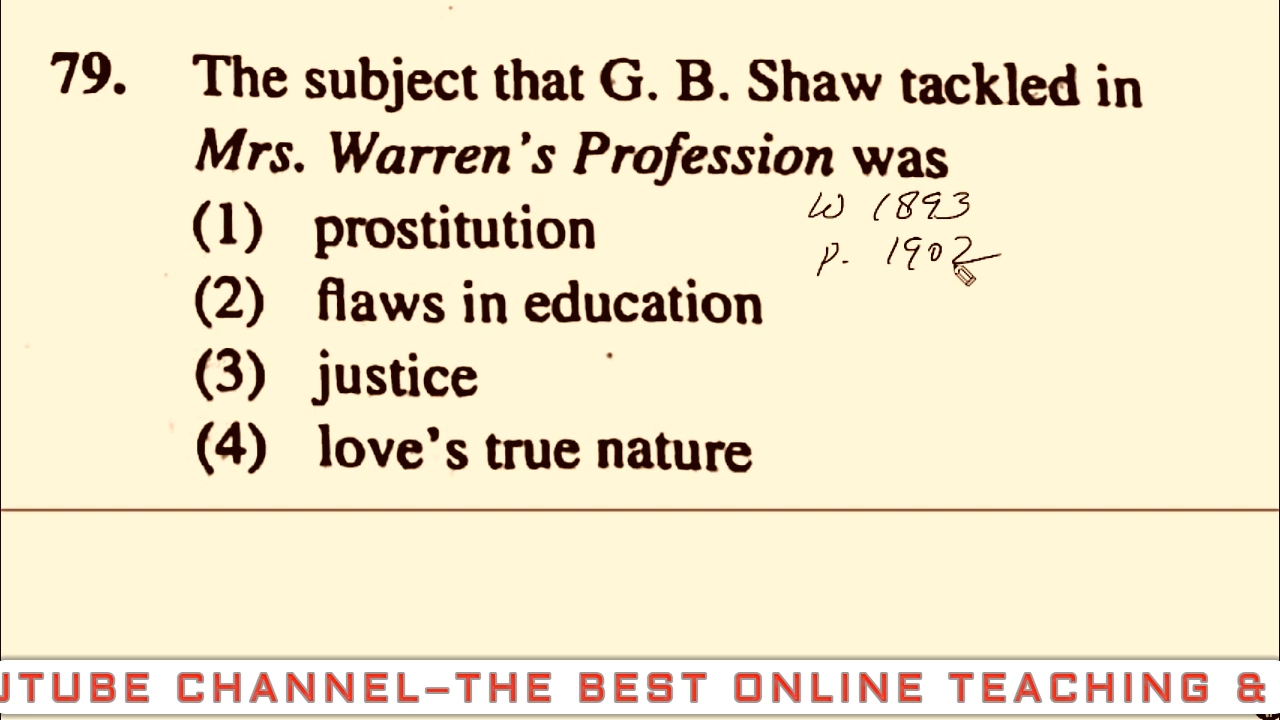 79. The subject that G. B. Shaw tackled in
Mrs. Warren's Profession was
W 1893
(1) prostitution
P. 1902
(2) flaws in education
(3) justice
(4) love's true nature
UTUBE CHANNEL–THE BEST ONLINE TEACHING &